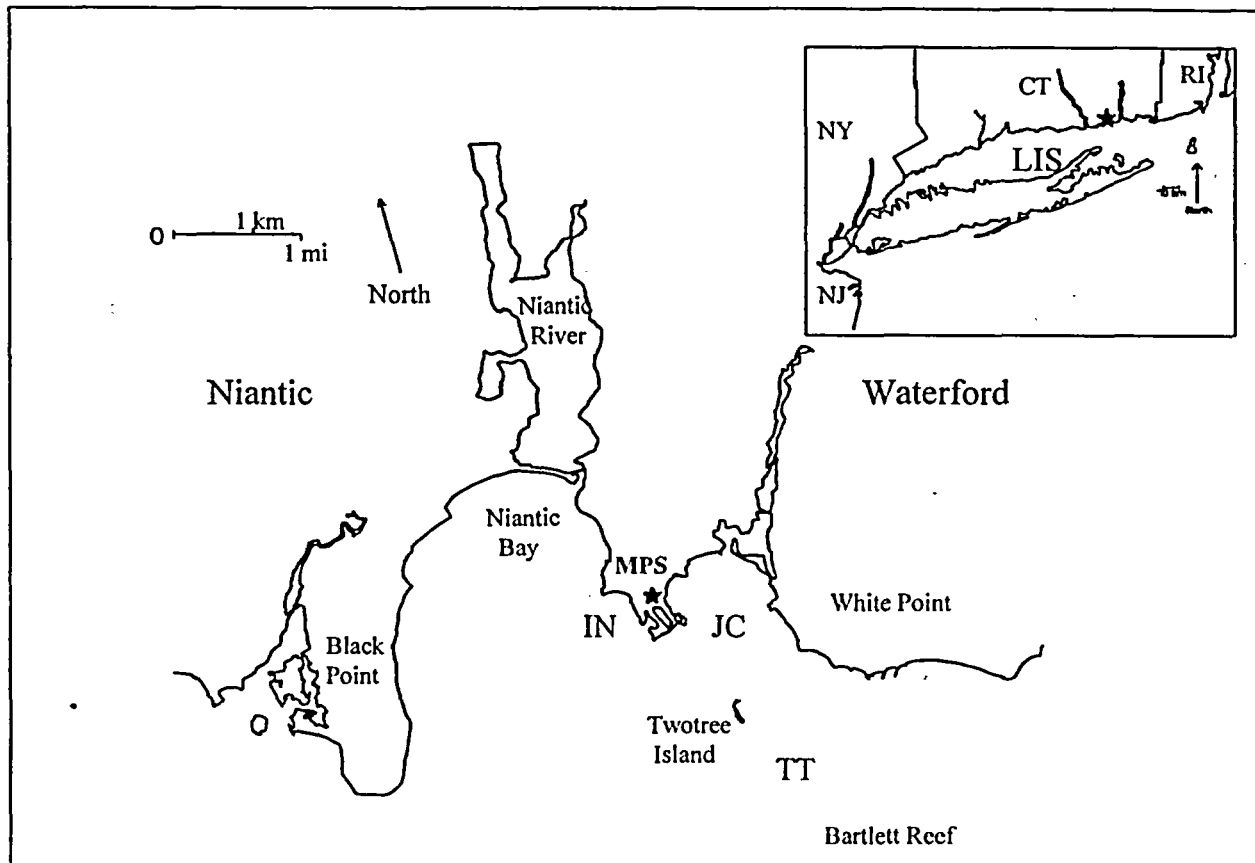 CT
RI
NY
LIS
NJ
0
1 km
1 mi
North
Niantic
River
Niantic
Waterford
Niantic
Bay
MPS
White Point
IN
JC
Black
Point
Twotree
Island
TT
Bartlett Reef